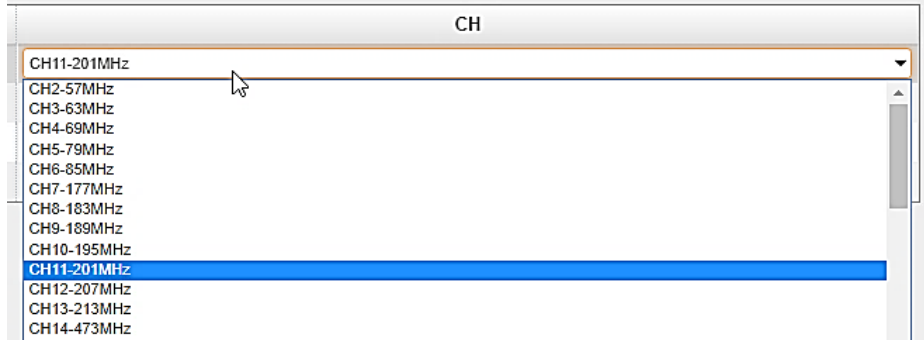 CH
CH11-201MHz
CH2-57MHz
CH3-63MHz
CH4-69MHz
CH5-79MHz
CH6-85MHz
CH7-177MHz
CH8-183MHz
CH9-189MHz
CH10-195MHz
CH11-201MHz
CH12-207MHz
CH13-213MHz
CH14-473MHz